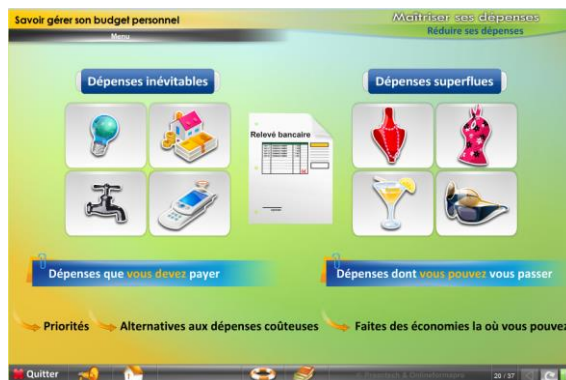 Savoir gérer son budget personnel
Maîtriser ses dépenses
Menu
Réduire ses dépenses
Dépenses inévitables
Dépenses superflues
Relevé bancaire
Dépenses que vous devez payer
Dépenses dont vous pouvez vous passer
Priorités
Alternatives aux dépenses coûteuses
Faites des économies la où vous pouvez
Quitter
20 / 37